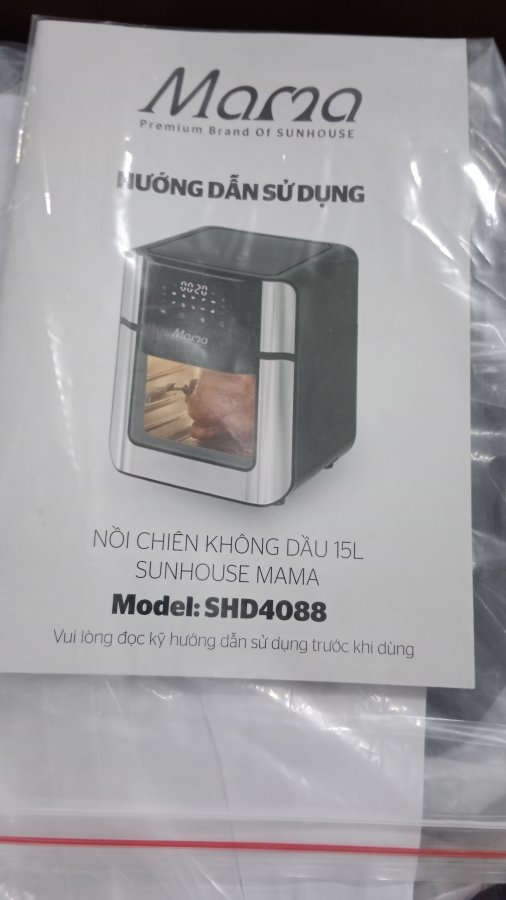 Mama
Premium Brand Of SUNHOUSE
HƯỚNG DẪN SỬ DỤNG
00:20
Mama
NỒI CHIÊN KHÔNG DẦU 15L
SUNHOUSE MAMA
Model: SHD4088
Vui lòng đọc kỹ hướng dẫn sử dụng trước khi dùng